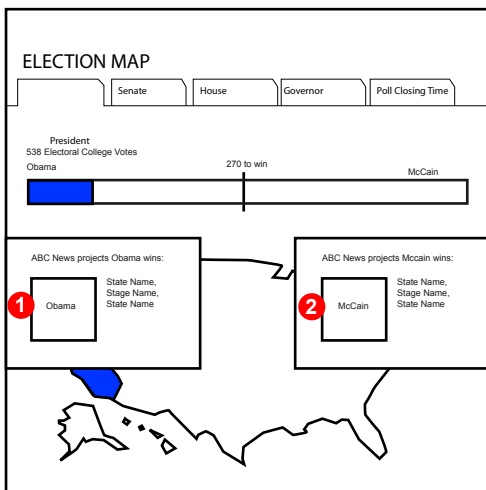 ELECTION MAP
Senate
House
Governor
Poll Closing Time
President
538 Electoral College Votes
Obama
270 to win
McCain
ABC News projects Obama wins:
1
Obama
State Name,
Stage Name,
State Name
ABC News projects Mccain wins:
2
McCain
State Name,
Stage Name,
State Name